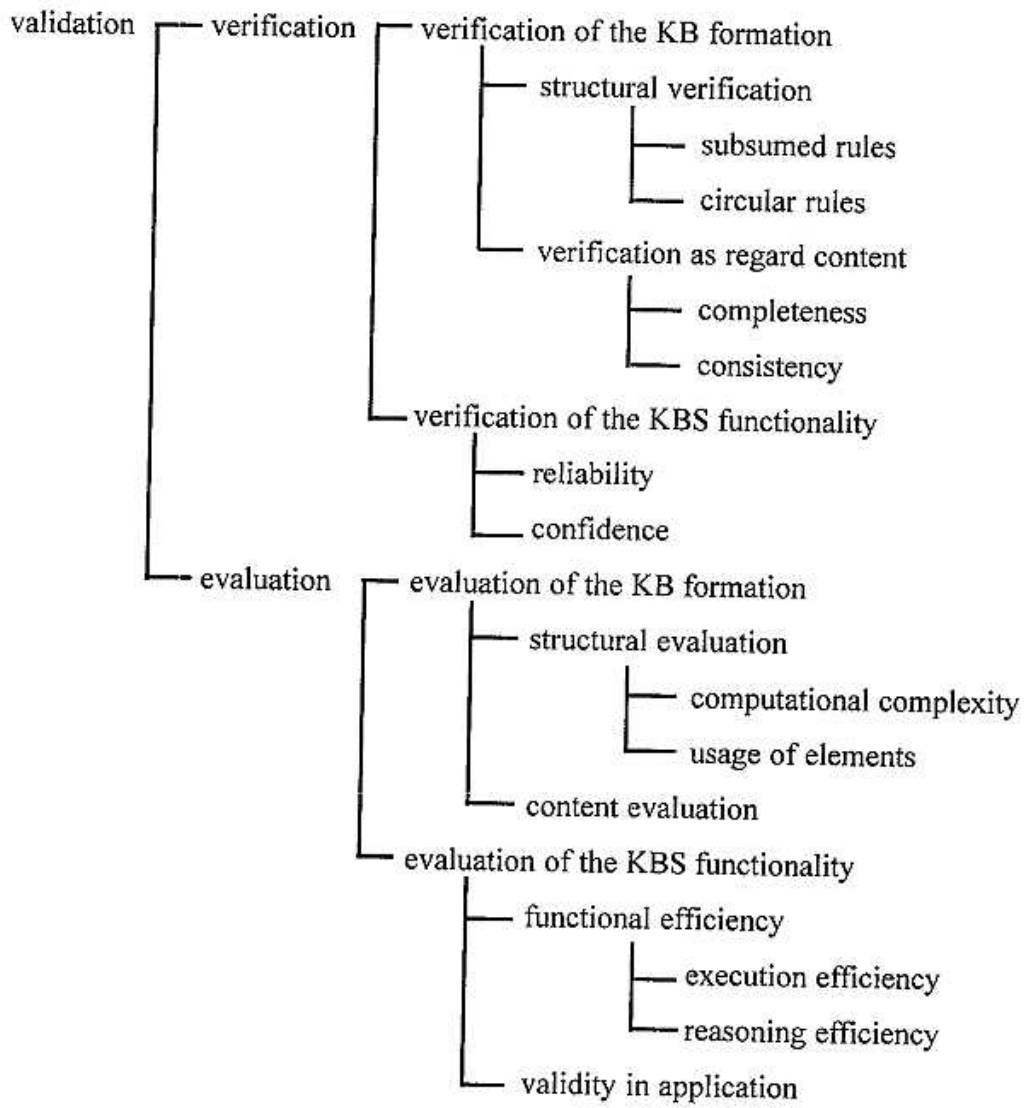 validation
verification
verification of the KB formation
structural verification
subsumed rules
circular rules
verification as regard content
completeness
consistency
verification of the KBS functionality
reliability
confidence
evaluation
evaluation of the KB formation
structural evaluation
computational complexity
usage of elements
content evaluation
evaluation of the KBS functionality
functional efficiency
execution efficiency
reasoning efficiency
validity in application